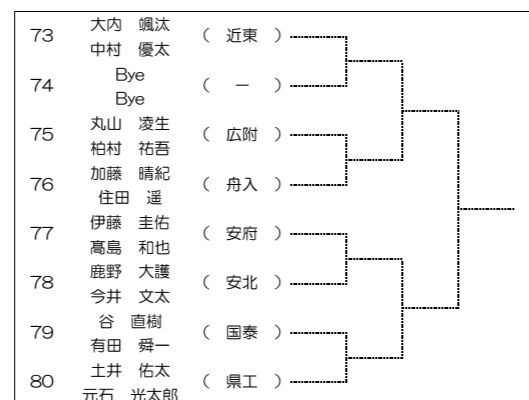 73 大内 颯汰 ( 近東 )
中村 優太
74 Bye ( ー )
Bye
75 丸山 凌生 ( 広附 )
柏村 祐吾
76 加藤 晴紀 ( 舟入 )
住田 遥
77 伊藤 圭佑 ( 安府 )
髙島 和也
78 鹿野 大護 ( 安北 )
今井 文太
79 谷 直樹 ( 国泰 )
有田 舜一
80 土井 佑太 ( 県工 )
元石 光太郎